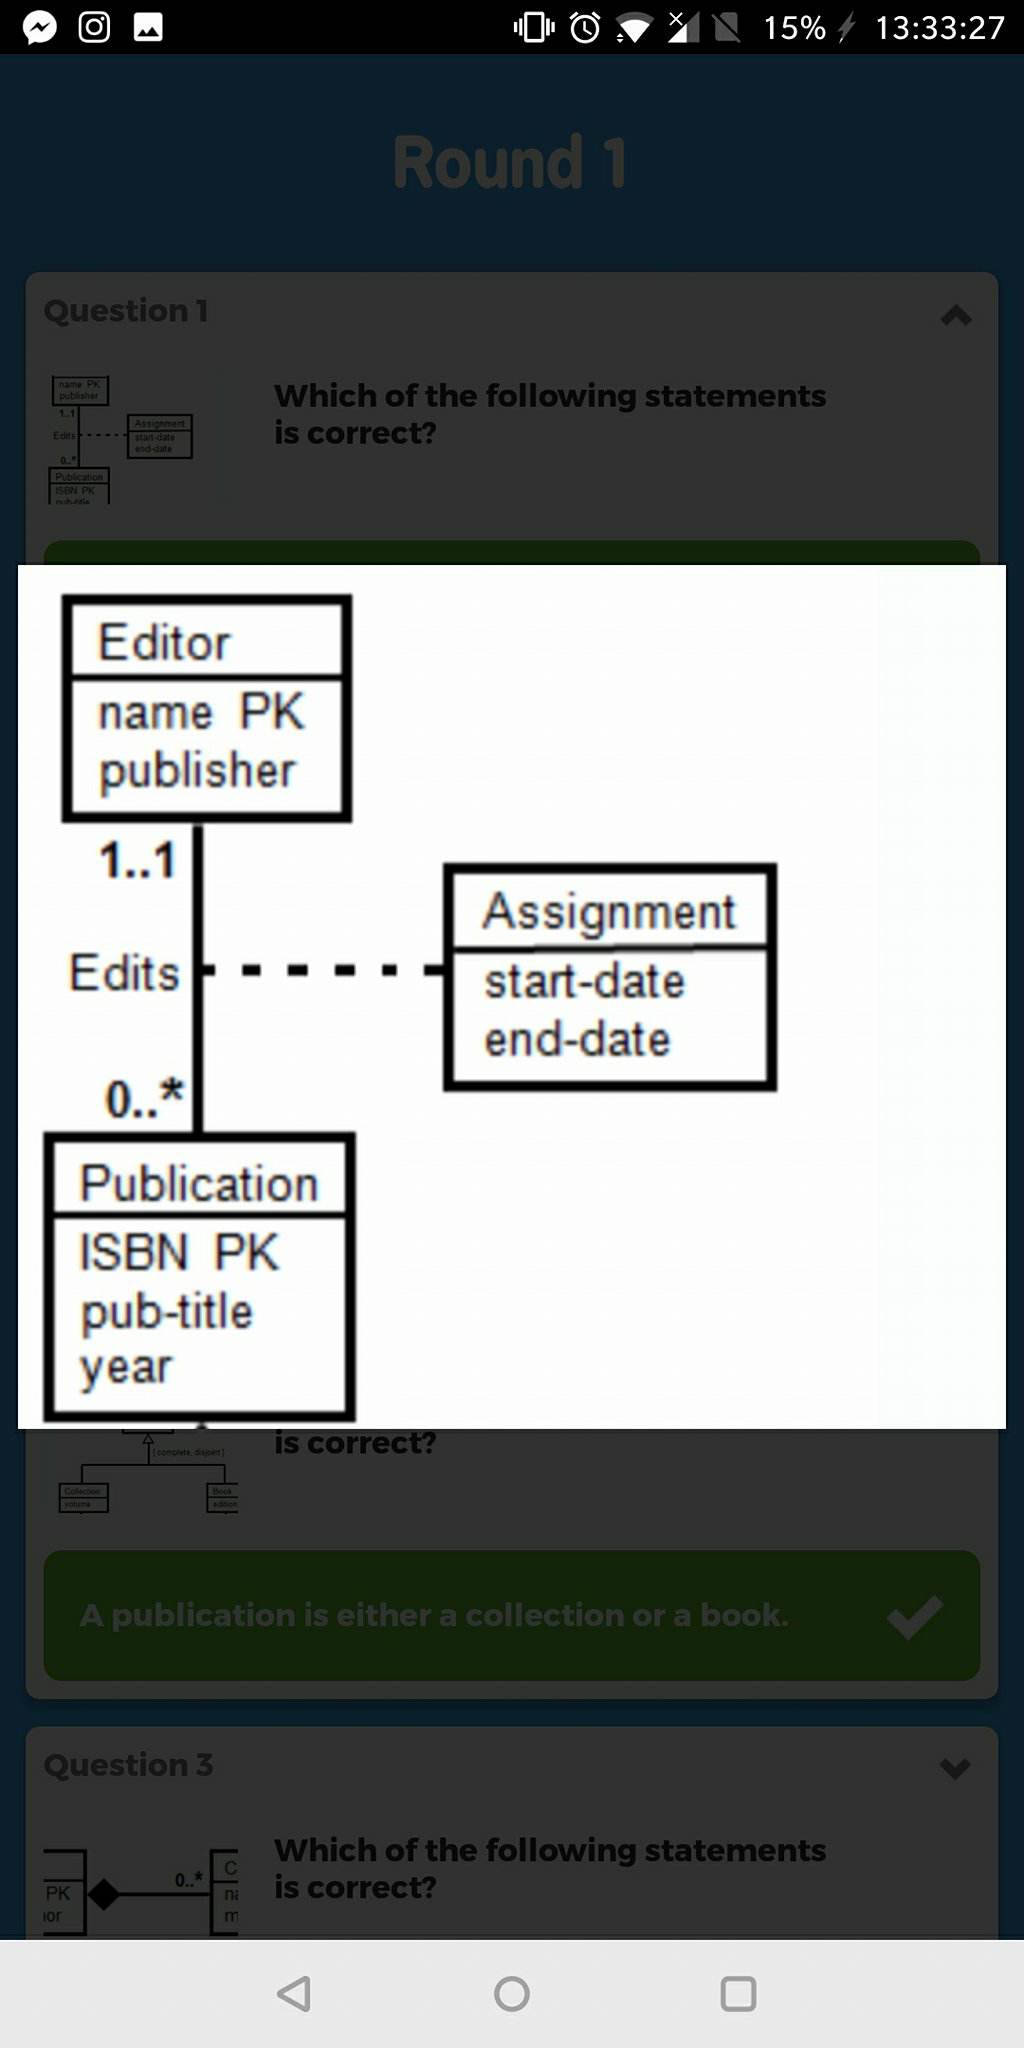 15% 13:33:27
Round 1
Question 1
name PK
publisher
1..1
Edits
0..*
Assignment
start-date
end-date
Publication
ISBN PK
pub-title
Which of the following statements
is correct?
Editor
name PK
publisher
1..1
Edits
0..*
Assignment
start-date
end-date
Publication
ISBN PK
pub-title
year
is correct?
{complete, disjoint}
Collection
volume
Book
edition
A publication is either a collection or a book.
Question 3
Which of the following statements
is correct?
PK
0..*
C
na
m